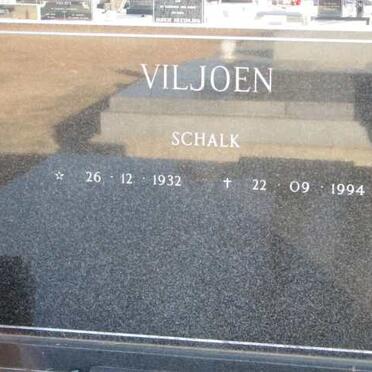 VILJOEN
SCHALK
☆ 26 · 12 · 1932 ✝ 22 · 09 · 1994